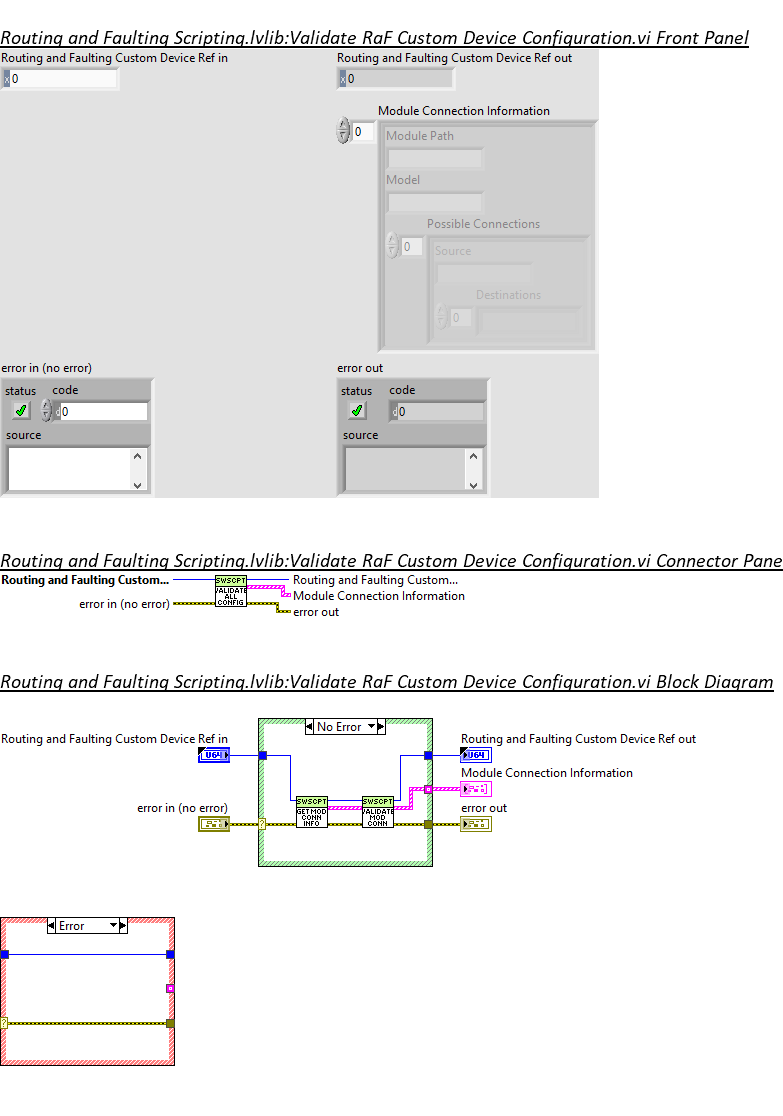 Routing and Faulting Scripting.lvlib:Validate RaF Custom Device Configuration.vi Front Panel
Routing and Faulting Custom Device Ref in
Routing and Faulting Custom Device Ref out
x 0
x 0
Module Connection Information
0
Module Path
Model
Possible Connections
0
Source
Destinations
0
error in (no error)
error out
status code
status code
d 0
d 0
source
source
Routing and Faulting Scripting.lvlib:Validate RaF Custom Device Configuration.vi Connector Pane
Routing and Faulting Custom...
SWSCPT
VALIDATE
ALL
CONFIG
Routing and Faulting Custom...
Module Connection Information
error in (no error)
error out
Routing and Faulting Scripting.lvlib:Validate RaF Custom Device Configuration.vi Block Diagram
No Error
Routing and Faulting Custom Device Ref in
Routing and Faulting Custom Device Ref out
U64
U64
Module Connection Information
error in (no error)
error out
SWSCPT
GET MOD
CONN
INFO
SWSCPT
VALIDATE
MOD
CONN
?
Error
?